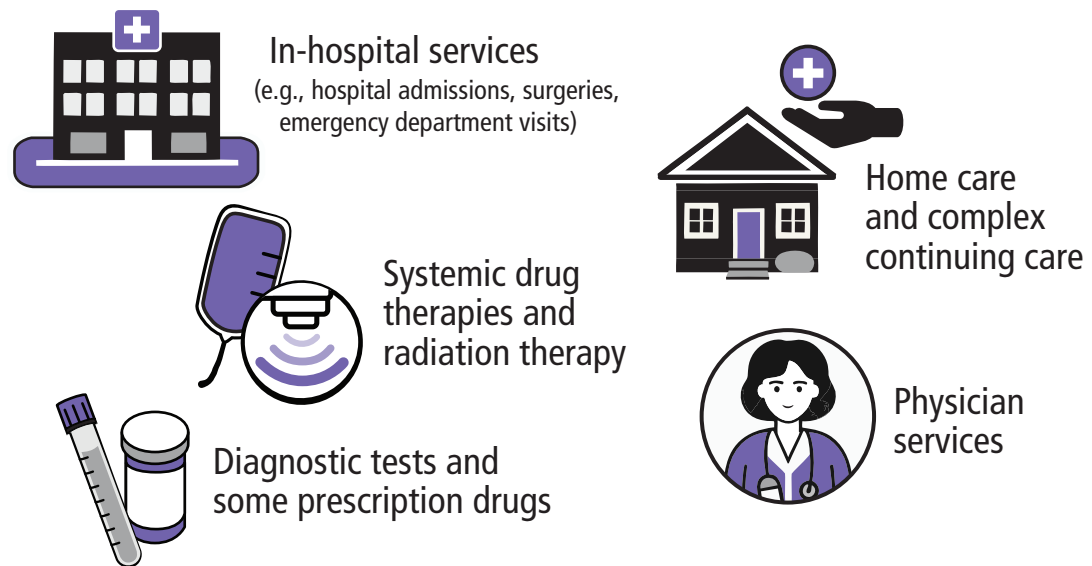 In-hospital services
(e.g., hospital admissions, surgeries,
emergency department visits)
Systemic drug
therapies and
radiation therapy
Diagnostic tests and
some prescription drugs
Home care
and complex
continuing care
Physician
services